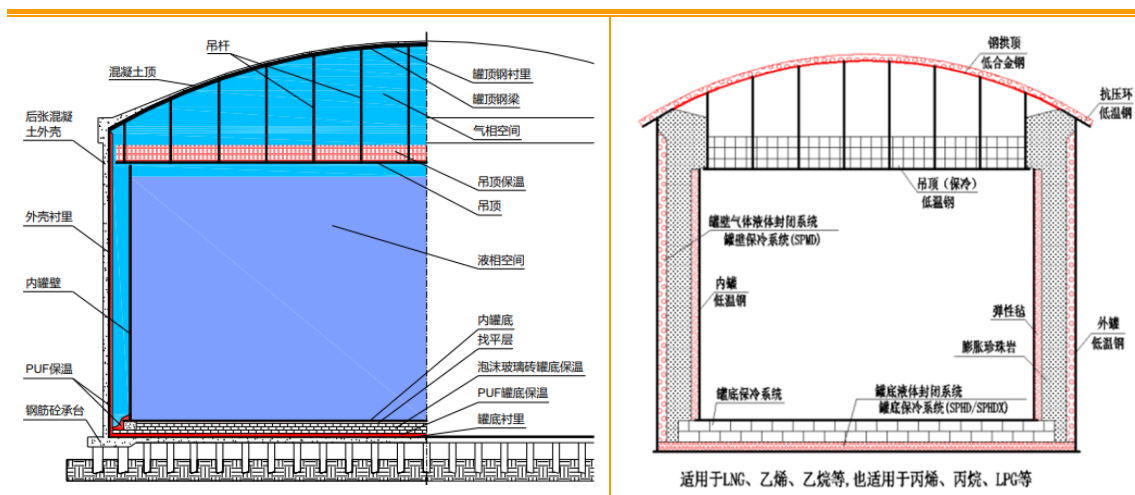 吊杆
混凝土顶
罐顶钢衬里
罐顶钢梁
后张混凝
土外壳
气相空间
吊顶保温
吊顶
外壳衬里
液相空间
内罐壁
内罐底
找平层
泡沫玻璃砖罐底保温
PUF保温
PUF罐底保温
钢筋砼承台
罐底衬里
钢拱顶
低合金钢
抗压环
低温钢
吊顶（保冷）
低温钢
罐壁气体液体封闭系统
罐壁保冷系统(SPWD)
内罐
低温钢
弹性毡
外罐
低温钢
膨胀珍珠岩
罐底保冷系统
罐底液体封闭系统
罐底保冷系统(SPHD/SPHDX)
适用于LNG、乙烯、乙烷等,也适用于丙烯、丙烷、LPG等